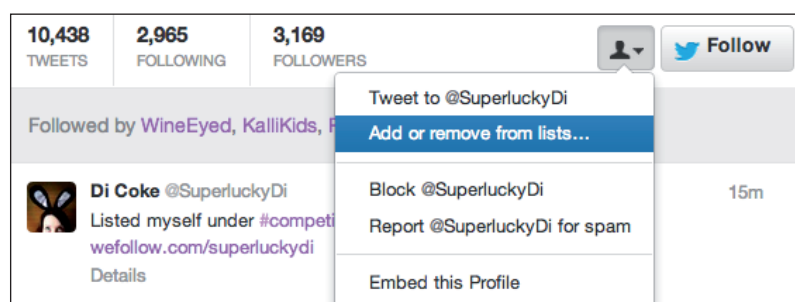 10,438 2,965 3,169
TWEETS FOLLOWING FOLLOWERS
Follow
Tweet to @SuperluckyDi
Followed by WineEyed, KalliKids,
Add or remove from lists...
Di Coke @SuperluckyDi
Block @SuperluckyDi
15m
Listed myself under #competi
Report @SuperluckyDi for spam
wefollow.com/superluckydi
Details
Embed this Profile